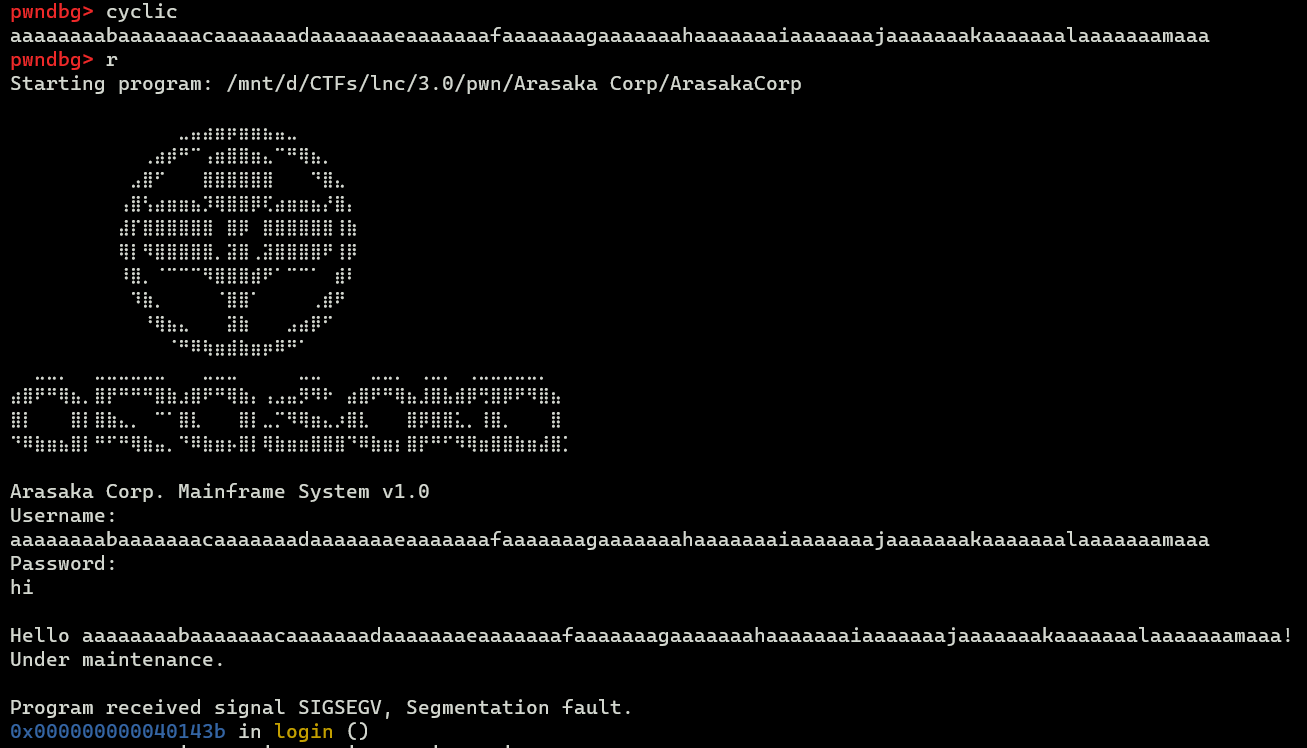 pwndbg> cyclic
aaaaaaaabaaaaaaacaaaaaaadaaaaaaaeaaaaaaafaaaaaaagaaaaaaahaaaaaaaiaaaaaaajaaaaaaakaaaaaaalaaaaaaamaaa
pwndbg> r
Starting program: /mnt/d/CTFs/lnc/3.0/pwn/Arasaka Corp/ArasakaCorp
Arasaka Corp. Mainframe System v1.0
Username:
aaaaaaaabaaaaaaacaaaaaaadaaaaaaaeaaaaaaafaaaaaaagaaaaaaahaaaaaaaiaaaaaaajaaaaaaakaaaaaaalaaaaaaamaaa
Password:
hi
Hello aaaaaaaabaaaaaaacaaaaaaadaaaaaaaeaaaaaaafaaaaaaagaaaaaaahaaaaaaaiaaaaaaajaaaaaaakaaaaaaalaaaaaaamaaa!
Under maintenance.
Program received signal SIGSEGV, Segmentation fault.
0x000000000040143b in login ()